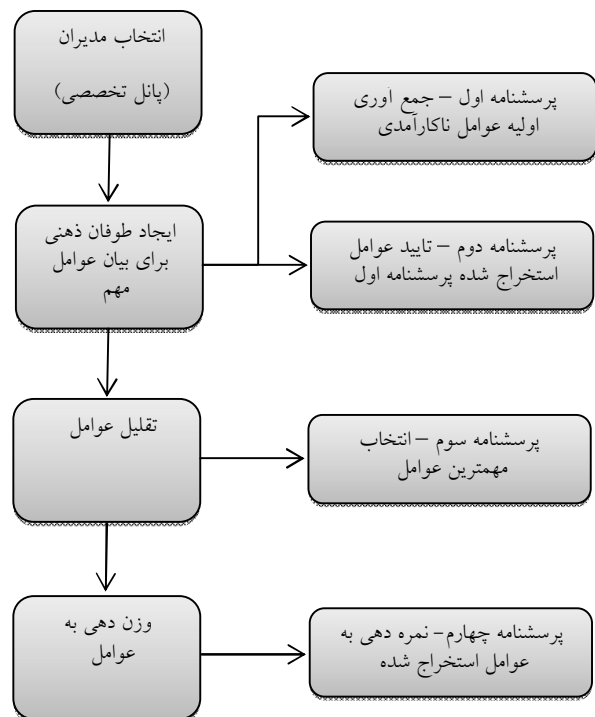 انتخاب مدیران
(پانل تخصصی)
پرسشنامه اول – جمع آوری
اولیه عوامل ناکارآمدی
ایجاد طوفان ذهنی
برای بیان عوامل
مهم
پرسشنامه دوم – تایید عوامل
استخراج شده پرسشنامه اول
تقلیل عوامل
پرسشنامه سوم – انتخاب
مهمترین عوامل
وزن دهی به
عوامل
پرسشنامه چهارم – نمره دهی به
عوامل استخراج شده